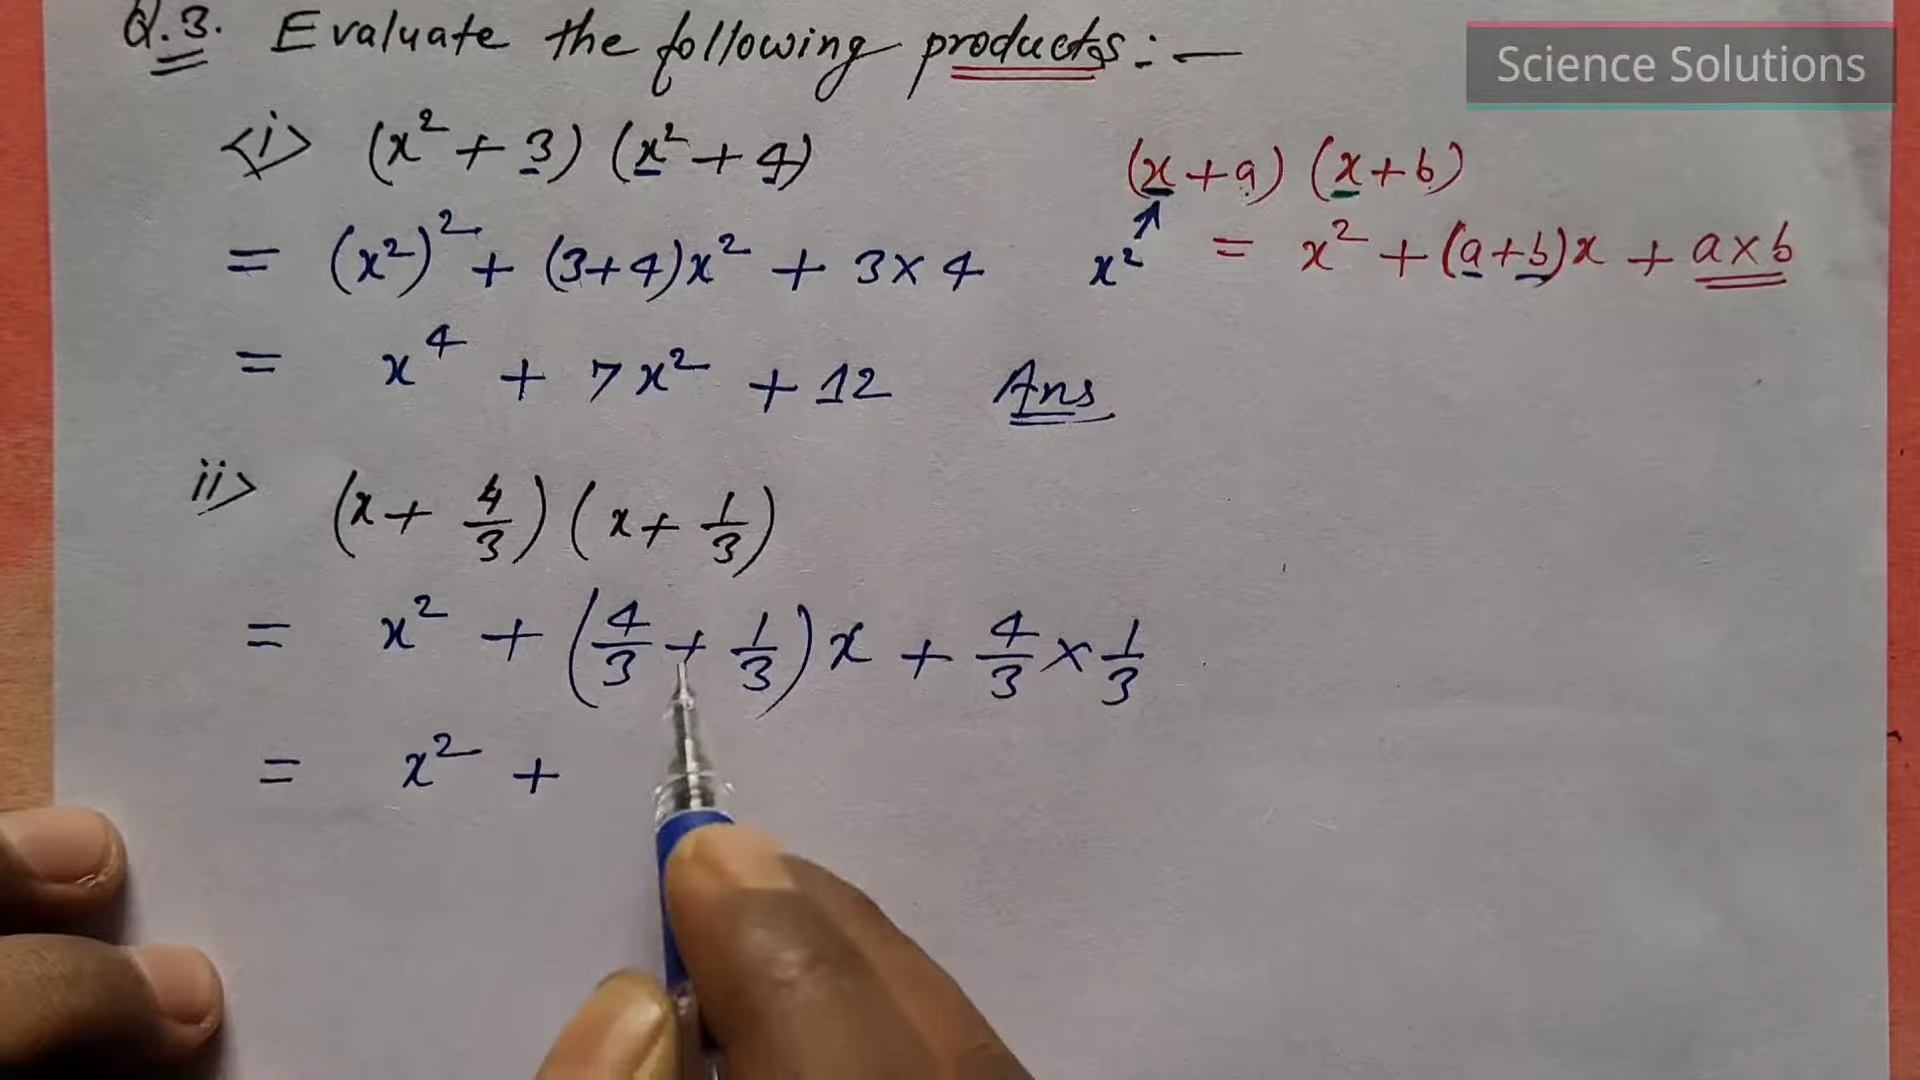 Q.3. Evaluate the following products :-
Science Solutions
<i> (x² + 3) (x² + 4)
(x + a) (x + b)
= (x²)² + (3+4)x² + 3 × 4
x²
= x² + (a+b)x + a × b
= x⁴ + 7x² + 12 Ans
ii> (x + 4/3) (x + 1/3)
= x² + (4/3 + 1/3)x + 4/3 × 1/3
= x² +